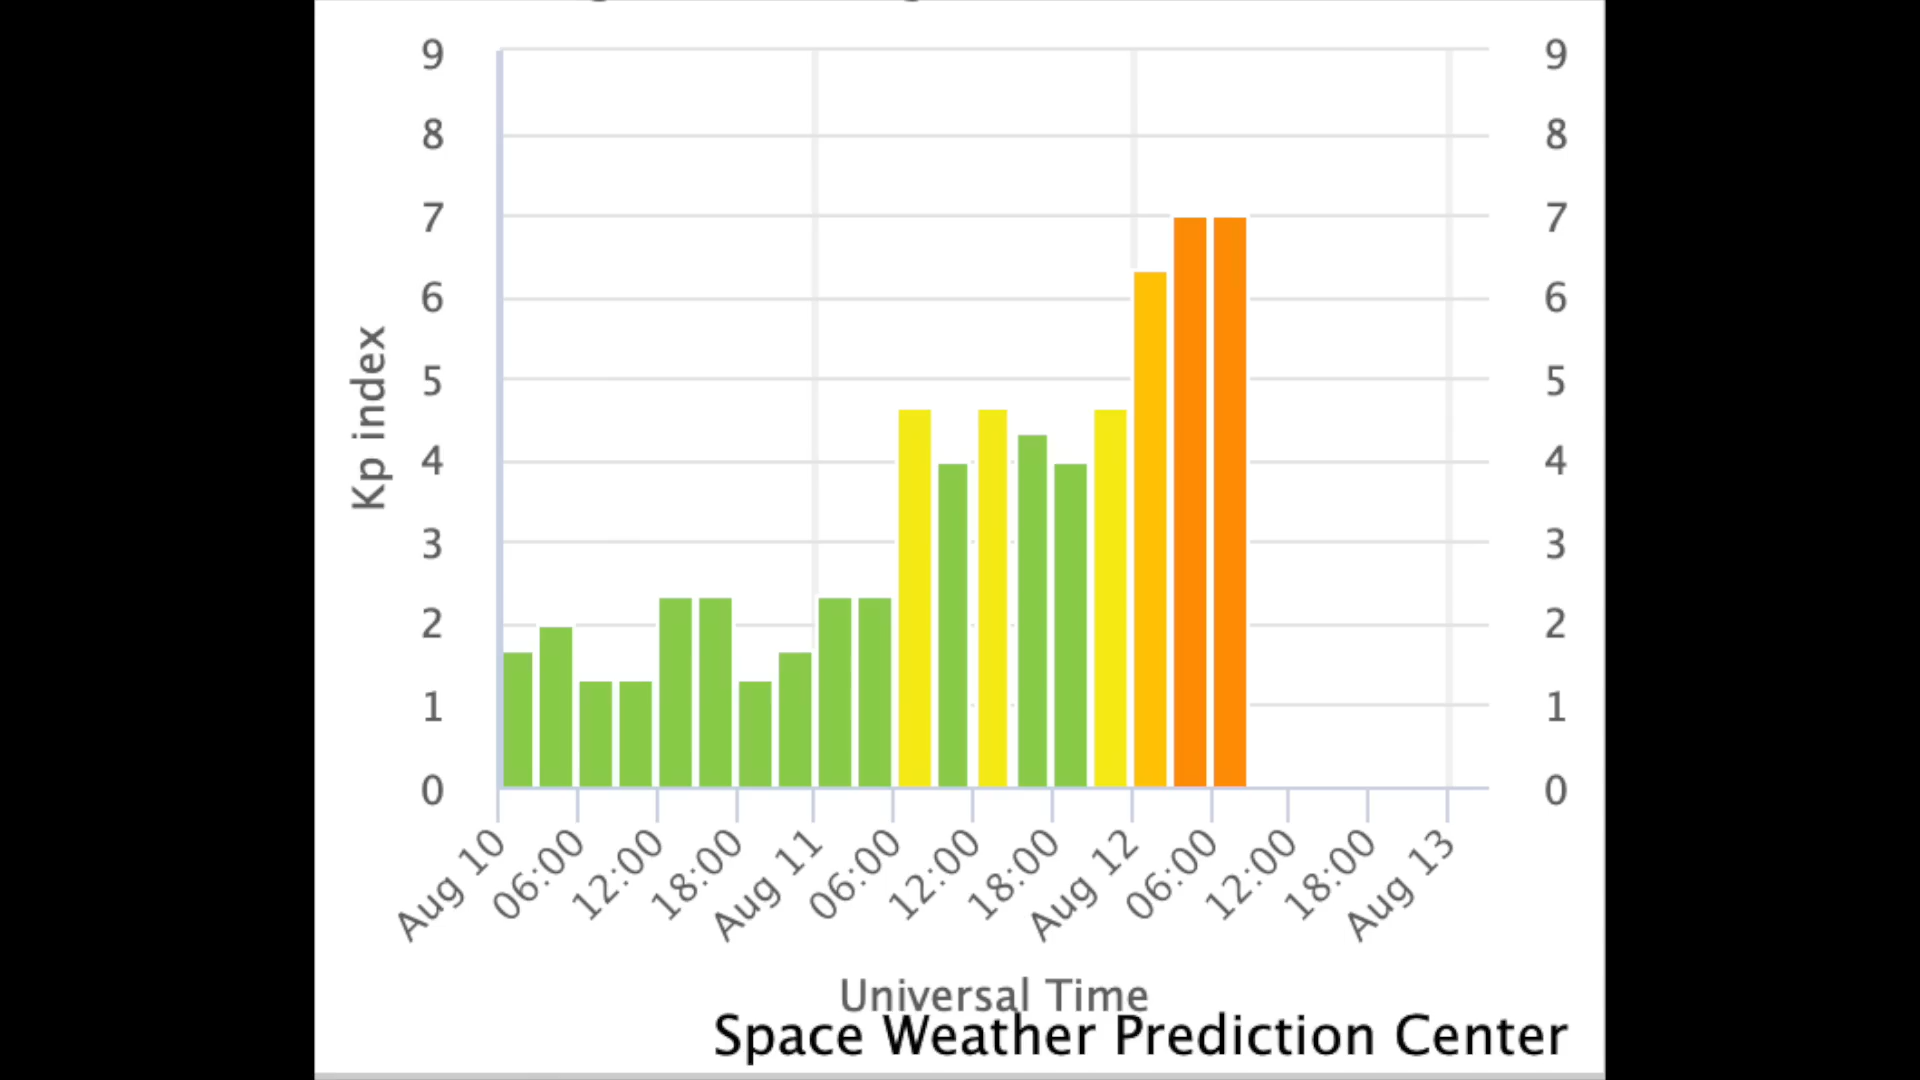 9 9
8 8
7 7
6 6
5 5
4 4
3 3
2 2
1 1
0 0
Kp index
Aug 10 06:00 12:00 18:00 Aug 11 06:00 12:00 18:00 Aug 12 06:00 12:00 18:00 Aug 13
Universal Time
Space Weather Prediction Center